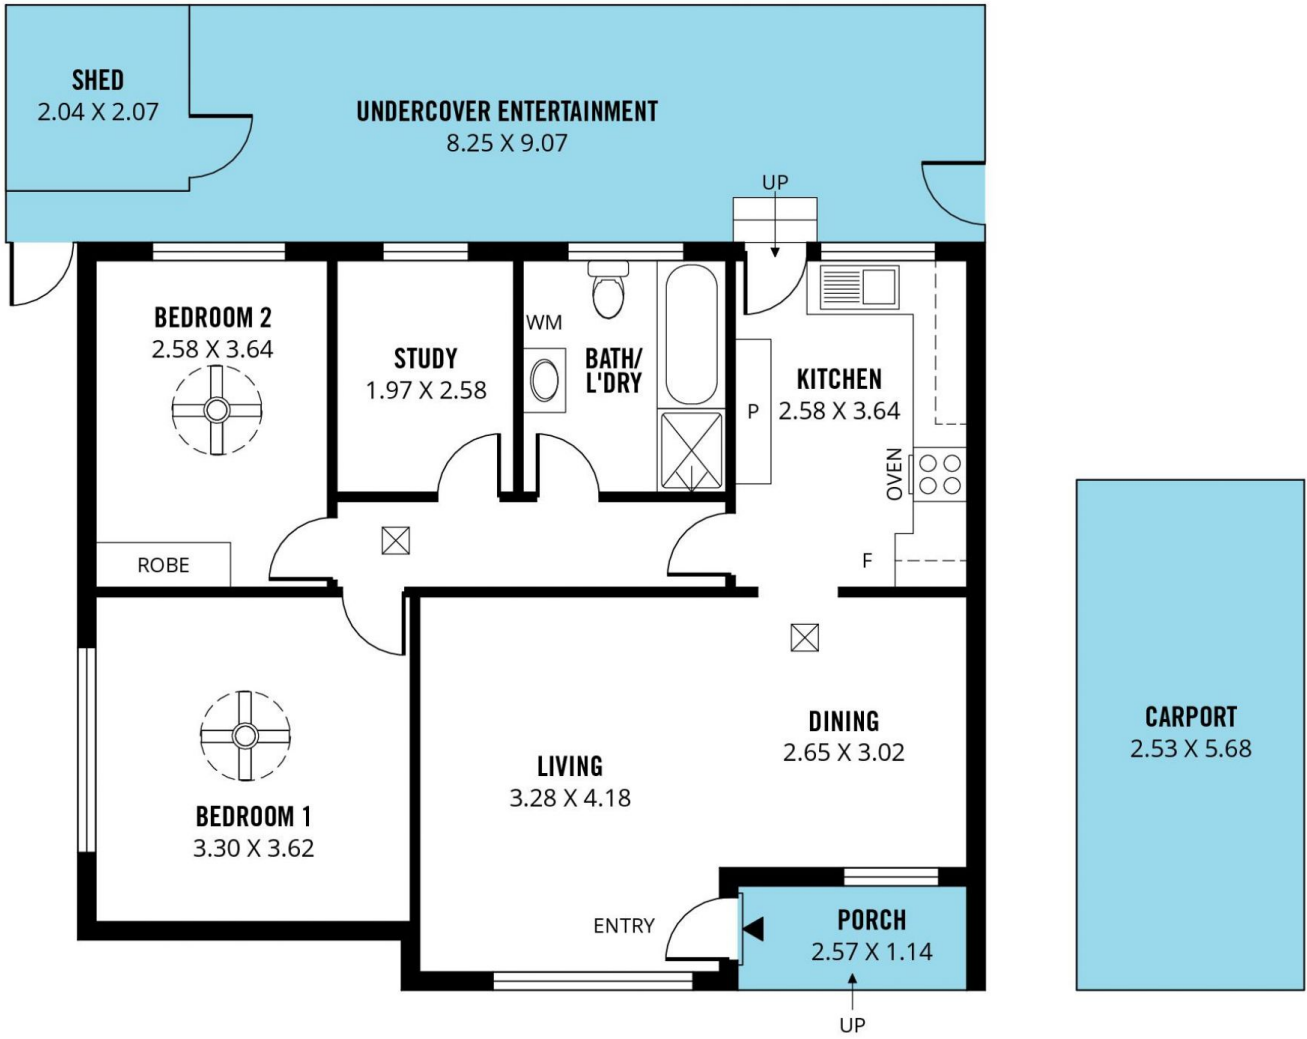 SHED
2.04 X 2.07
UNDERCOVER ENTERTAINMENT
8.25 X 9.07
UP
BEDROOM 2
2.58 X 3.64
STUDY
1.97 X 2.58
WM
BATH/
L'DRY
KITCHEN
2.58 X 3.64
P
OVEN
F
ROBE
BEDROOM 1
3.30 X 3.62
LIVING
3.28 X 4.18
DINING
2.65 X 3.02
ENTRY
PORCH
2.57 X 1.14
UP
CARPORT
2.53 X 5.68